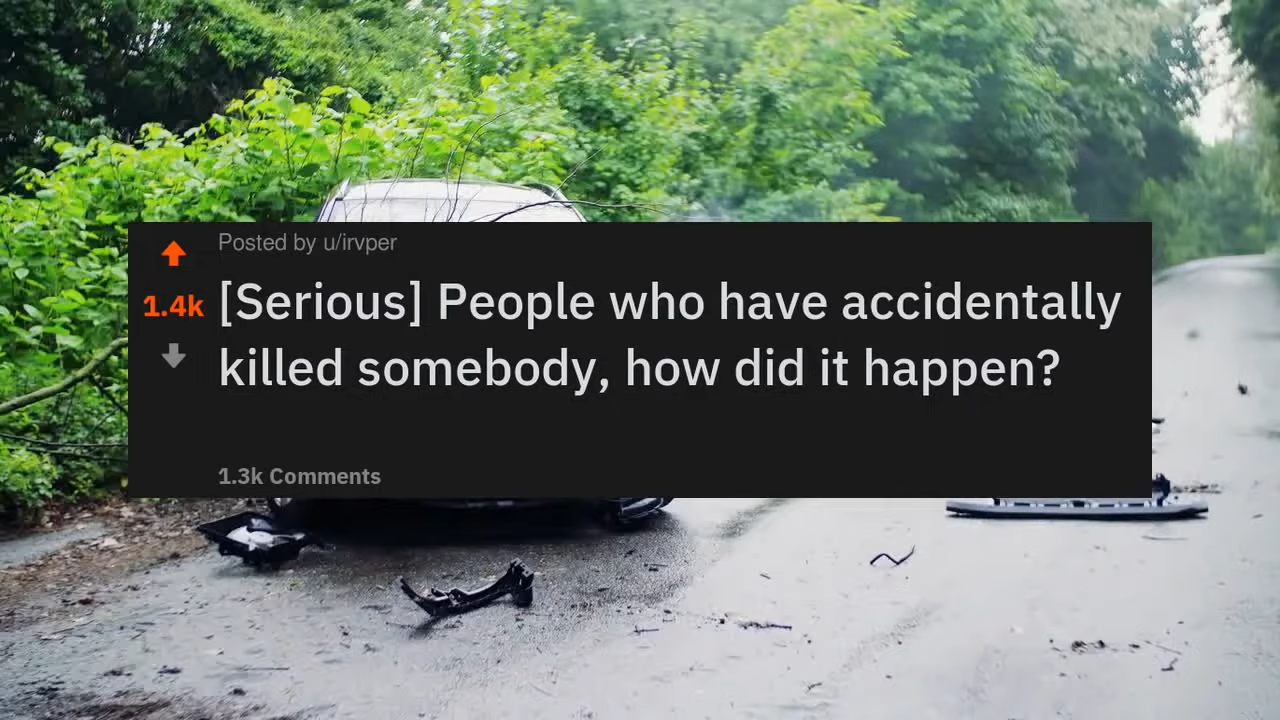 Posted by u/irvper
1.4k
[Serious] People who have accidentally
killed somebody, how did it happen?
1.3k Comments